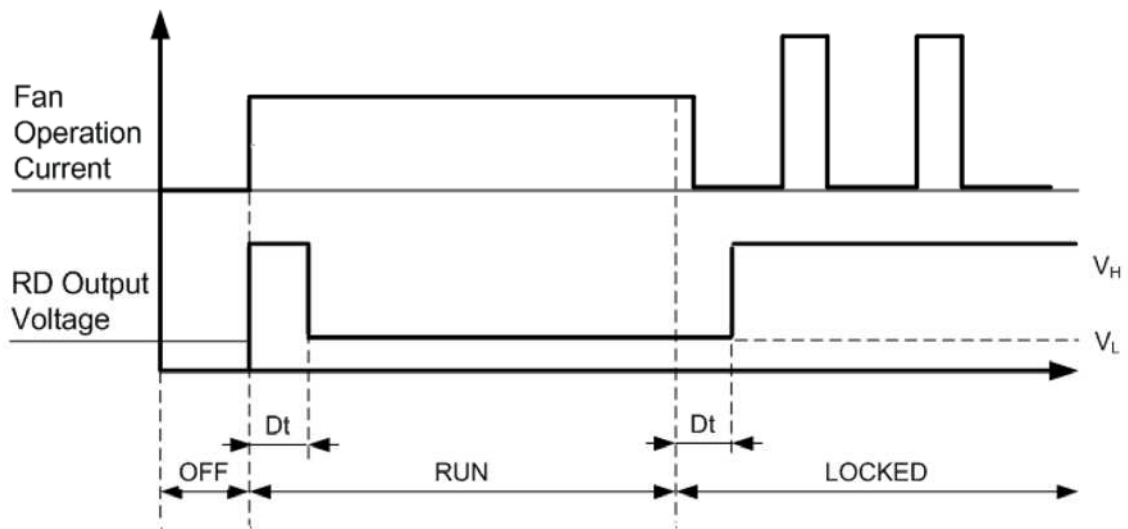 Fan
Operation
Current
RD Output
Voltage
VH
VL
Dt
Dt
OFF
RUN
LOCKED